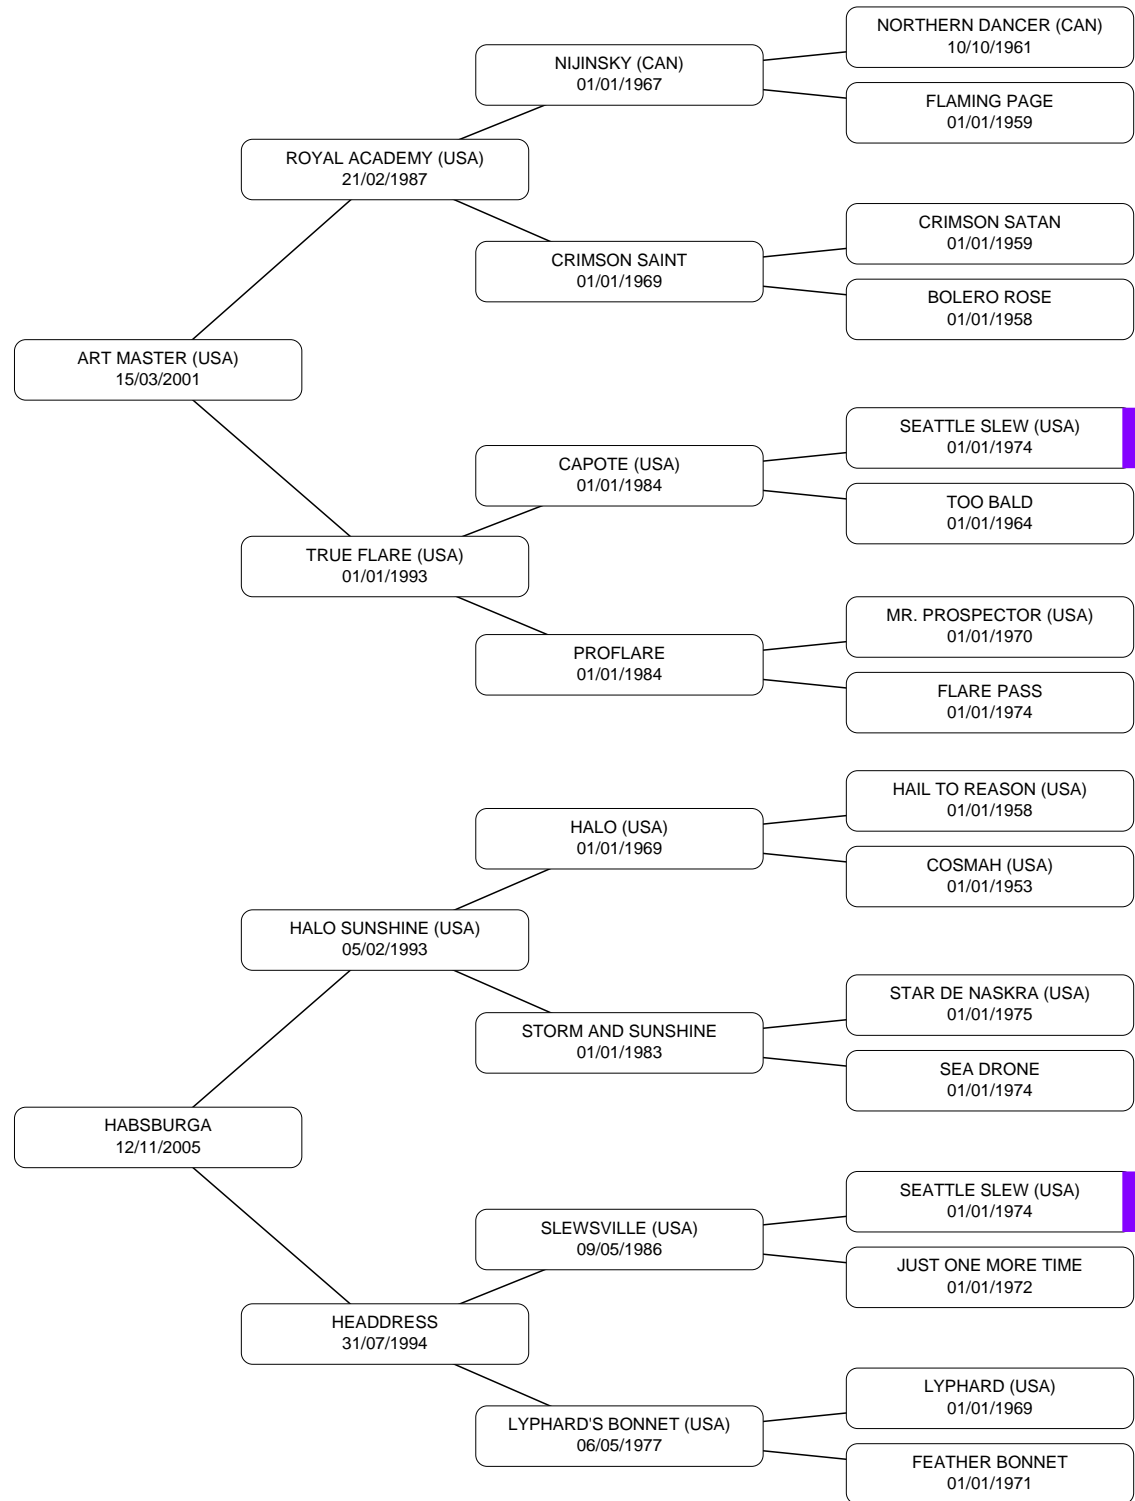 NORTHERN DANCER (CAN)
10/10/1961
NIJINSKY (CAN)
01/01/1967
FLAMING PAGE
01/01/1959
ROYAL ACADEMY (USA)
21/02/1987
CRIMSON SATAN
01/01/1959
CRIMSON SAINT
01/01/1969
BOLERO ROSE
01/01/1958
ART MASTER (USA)
15/03/2001
SEATTLE SLEW (USA)
01/01/1974
CAPOTE (USA)
01/01/1984
TOO BALD
01/01/1964
TRUE FLARE (USA)
01/01/1993
MR. PROSPECTOR (USA)
01/01/1970
PROFLARE
01/01/1984
FLARE PASS
01/01/1974
HAIL TO REASON (USA)
01/01/1958
HALO (USA)
01/01/1969
COSMAH (USA)
01/01/1953
HALO SUNSHINE (USA)
05/02/1993
STAR DE NASKRA (USA)
01/01/1975
STORM AND SUNSHINE
01/01/1983
SEA DRONE
01/01/1974
HABSBURGA
12/11/2005
SEATTLE SLEW (USA)
01/01/1974
SLEWSVILLE (USA)
09/05/1986
JUST ONE MORE TIME
01/01/1972
HEADDRESS
31/07/1994
LYPHARD (USA)
01/01/1969
LYPHARD'S BONNET (USA)
06/05/1977
FEATHER BONNET
01/01/1971